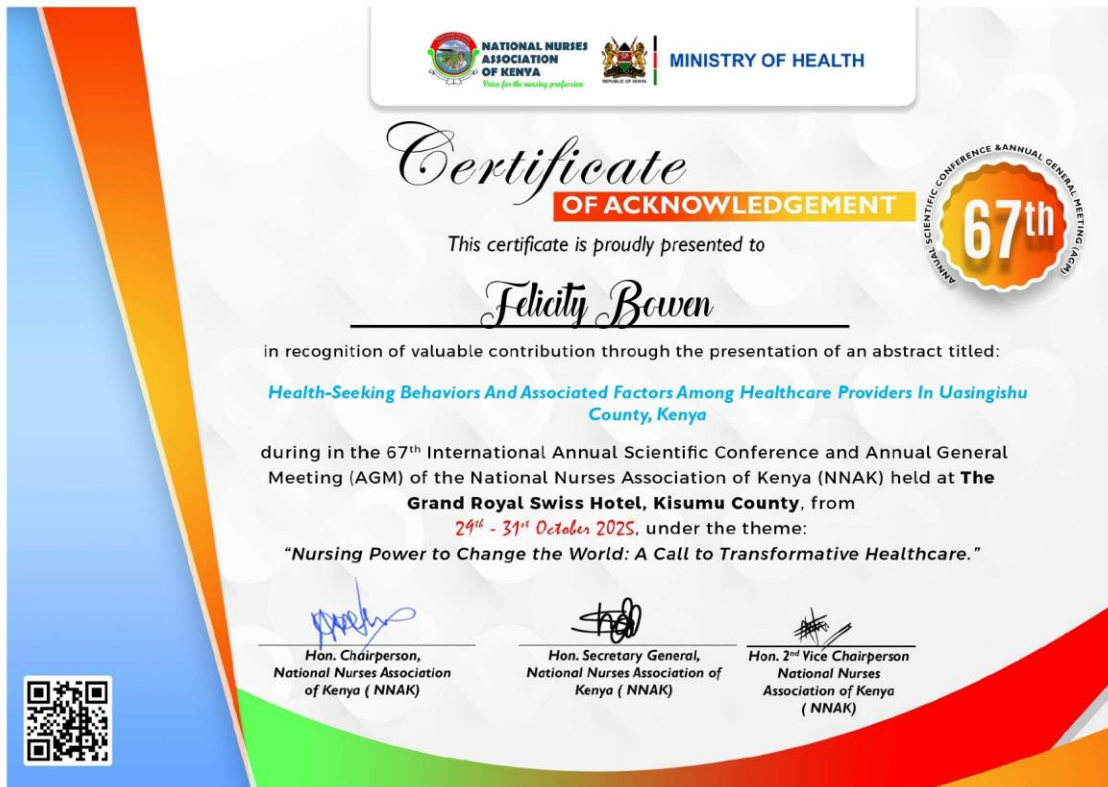 NATIONAL NURSES
ASSOCIATION
OF KENYA
Voice for the nursing profession
REPUBLIC OF KENYA
MINISTRY OF HEALTH
Certificate
OF ACKNOWLEDGEMENT
ANNUAL SCIENTIFIC CONFERENCE &ANNUAL GENERAL MEETING (AGM)
67th
This certificate is proudly presented to
Felicity Bowen
in recognition of valuable contribution through the presentation of an abstract titled:
Health-Seeking Behaviors And Associated Factors Among Healthcare Providers In Uasingishu
County, Kenya
during in the 67th International Annual Scientific Conference and Annual General
Meeting (AGM) of the National Nurses Association of Kenya (NNAK) held at The
Grand Royal Swiss Hotel, Kisumu County, from
29th - 31st October 2025, under the theme:
“Nursing Power to Change the World: A Call to Transformative Healthcare.”
Hon. Chairperson,
National Nurses Association
of Kenya ( NNAK)
Hon. Secretary General,
National Nurses Association of
Kenya ( NNAK)
Hon. 2nd Vice Chairperson
National Nurses
Association of Kenya
( NNAK)